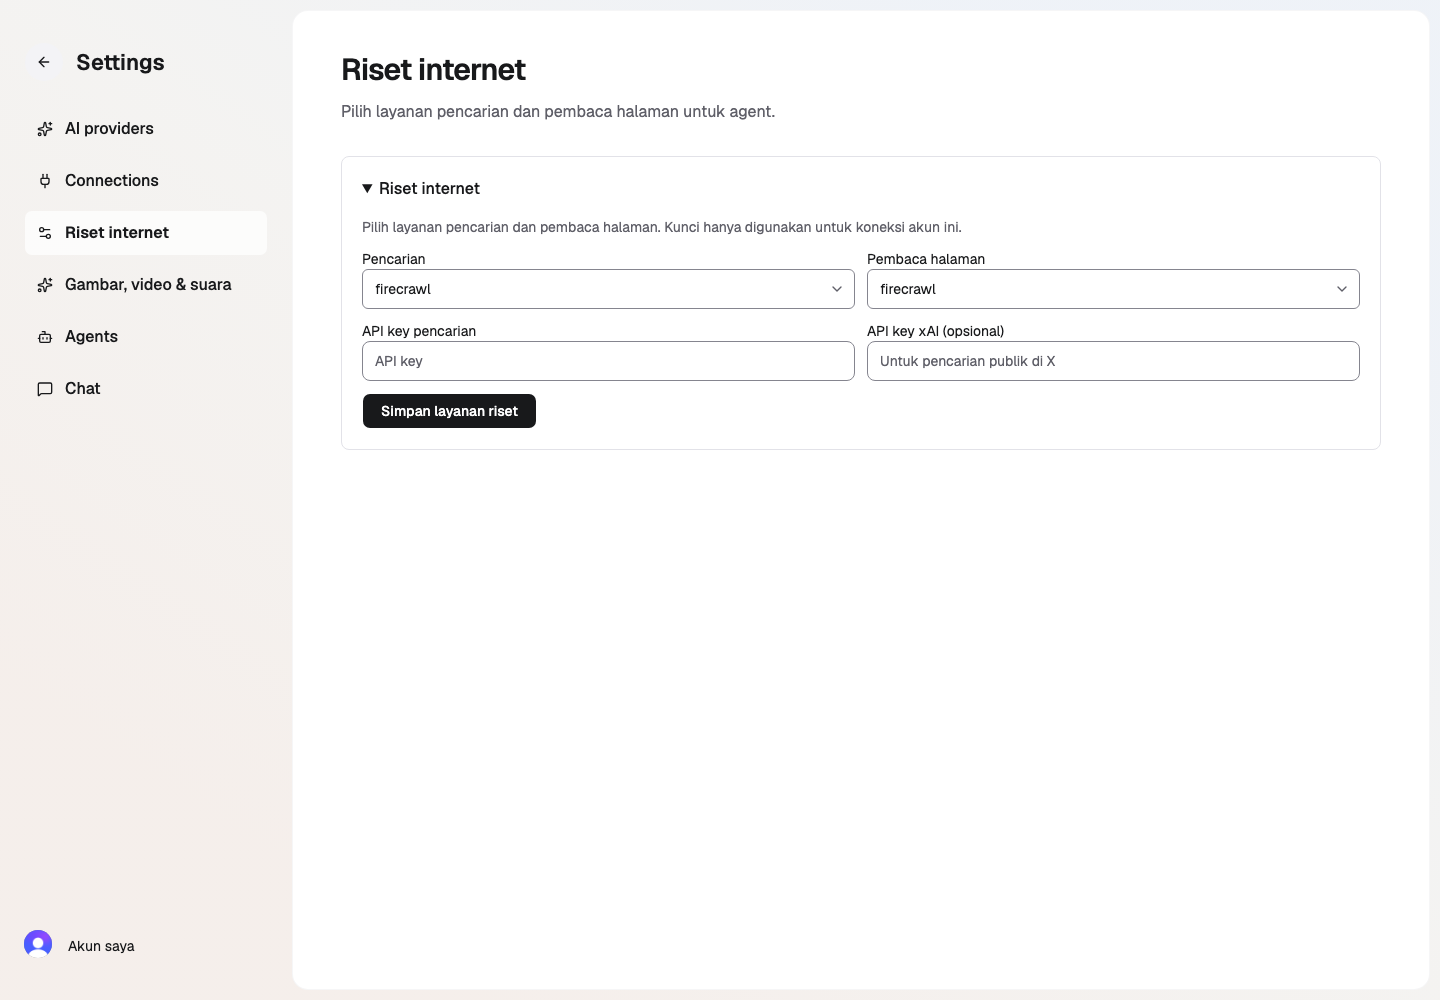 Settings
AI providers
Connections
Riset internet
Gambar, video & suara
Agents
Chat
Akun saya
Riset internet
Pilih layanan pencarian dan pembaca halaman untuk agent.
Riset internet
Pilih layanan pencarian dan pembaca halaman. Kunci hanya digunakan untuk koneksi akun ini.
Pencarian
firecrawl
Pembaca halaman
firecrawl
API key pencarian
API key
API key xAI (opsional)
Untuk pencarian publik di X
Simpan layanan riset